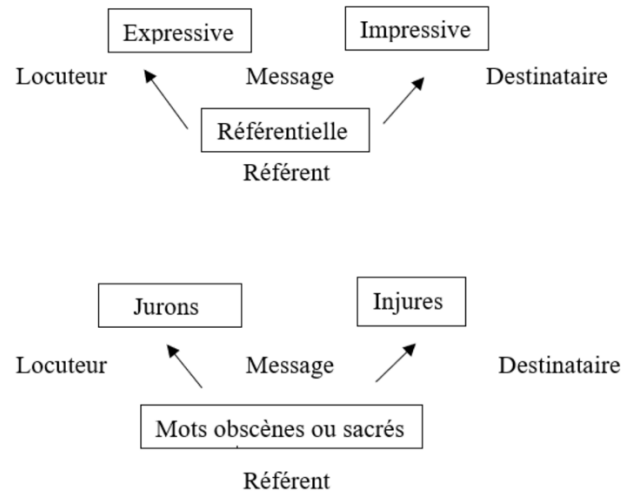 Expressive Impressive
Locuteur Message Destinataire
Référentielle
Référent
Jurons Injures
Locuteur Message Destinataire
Mots obscènes ou sacrés
Référent